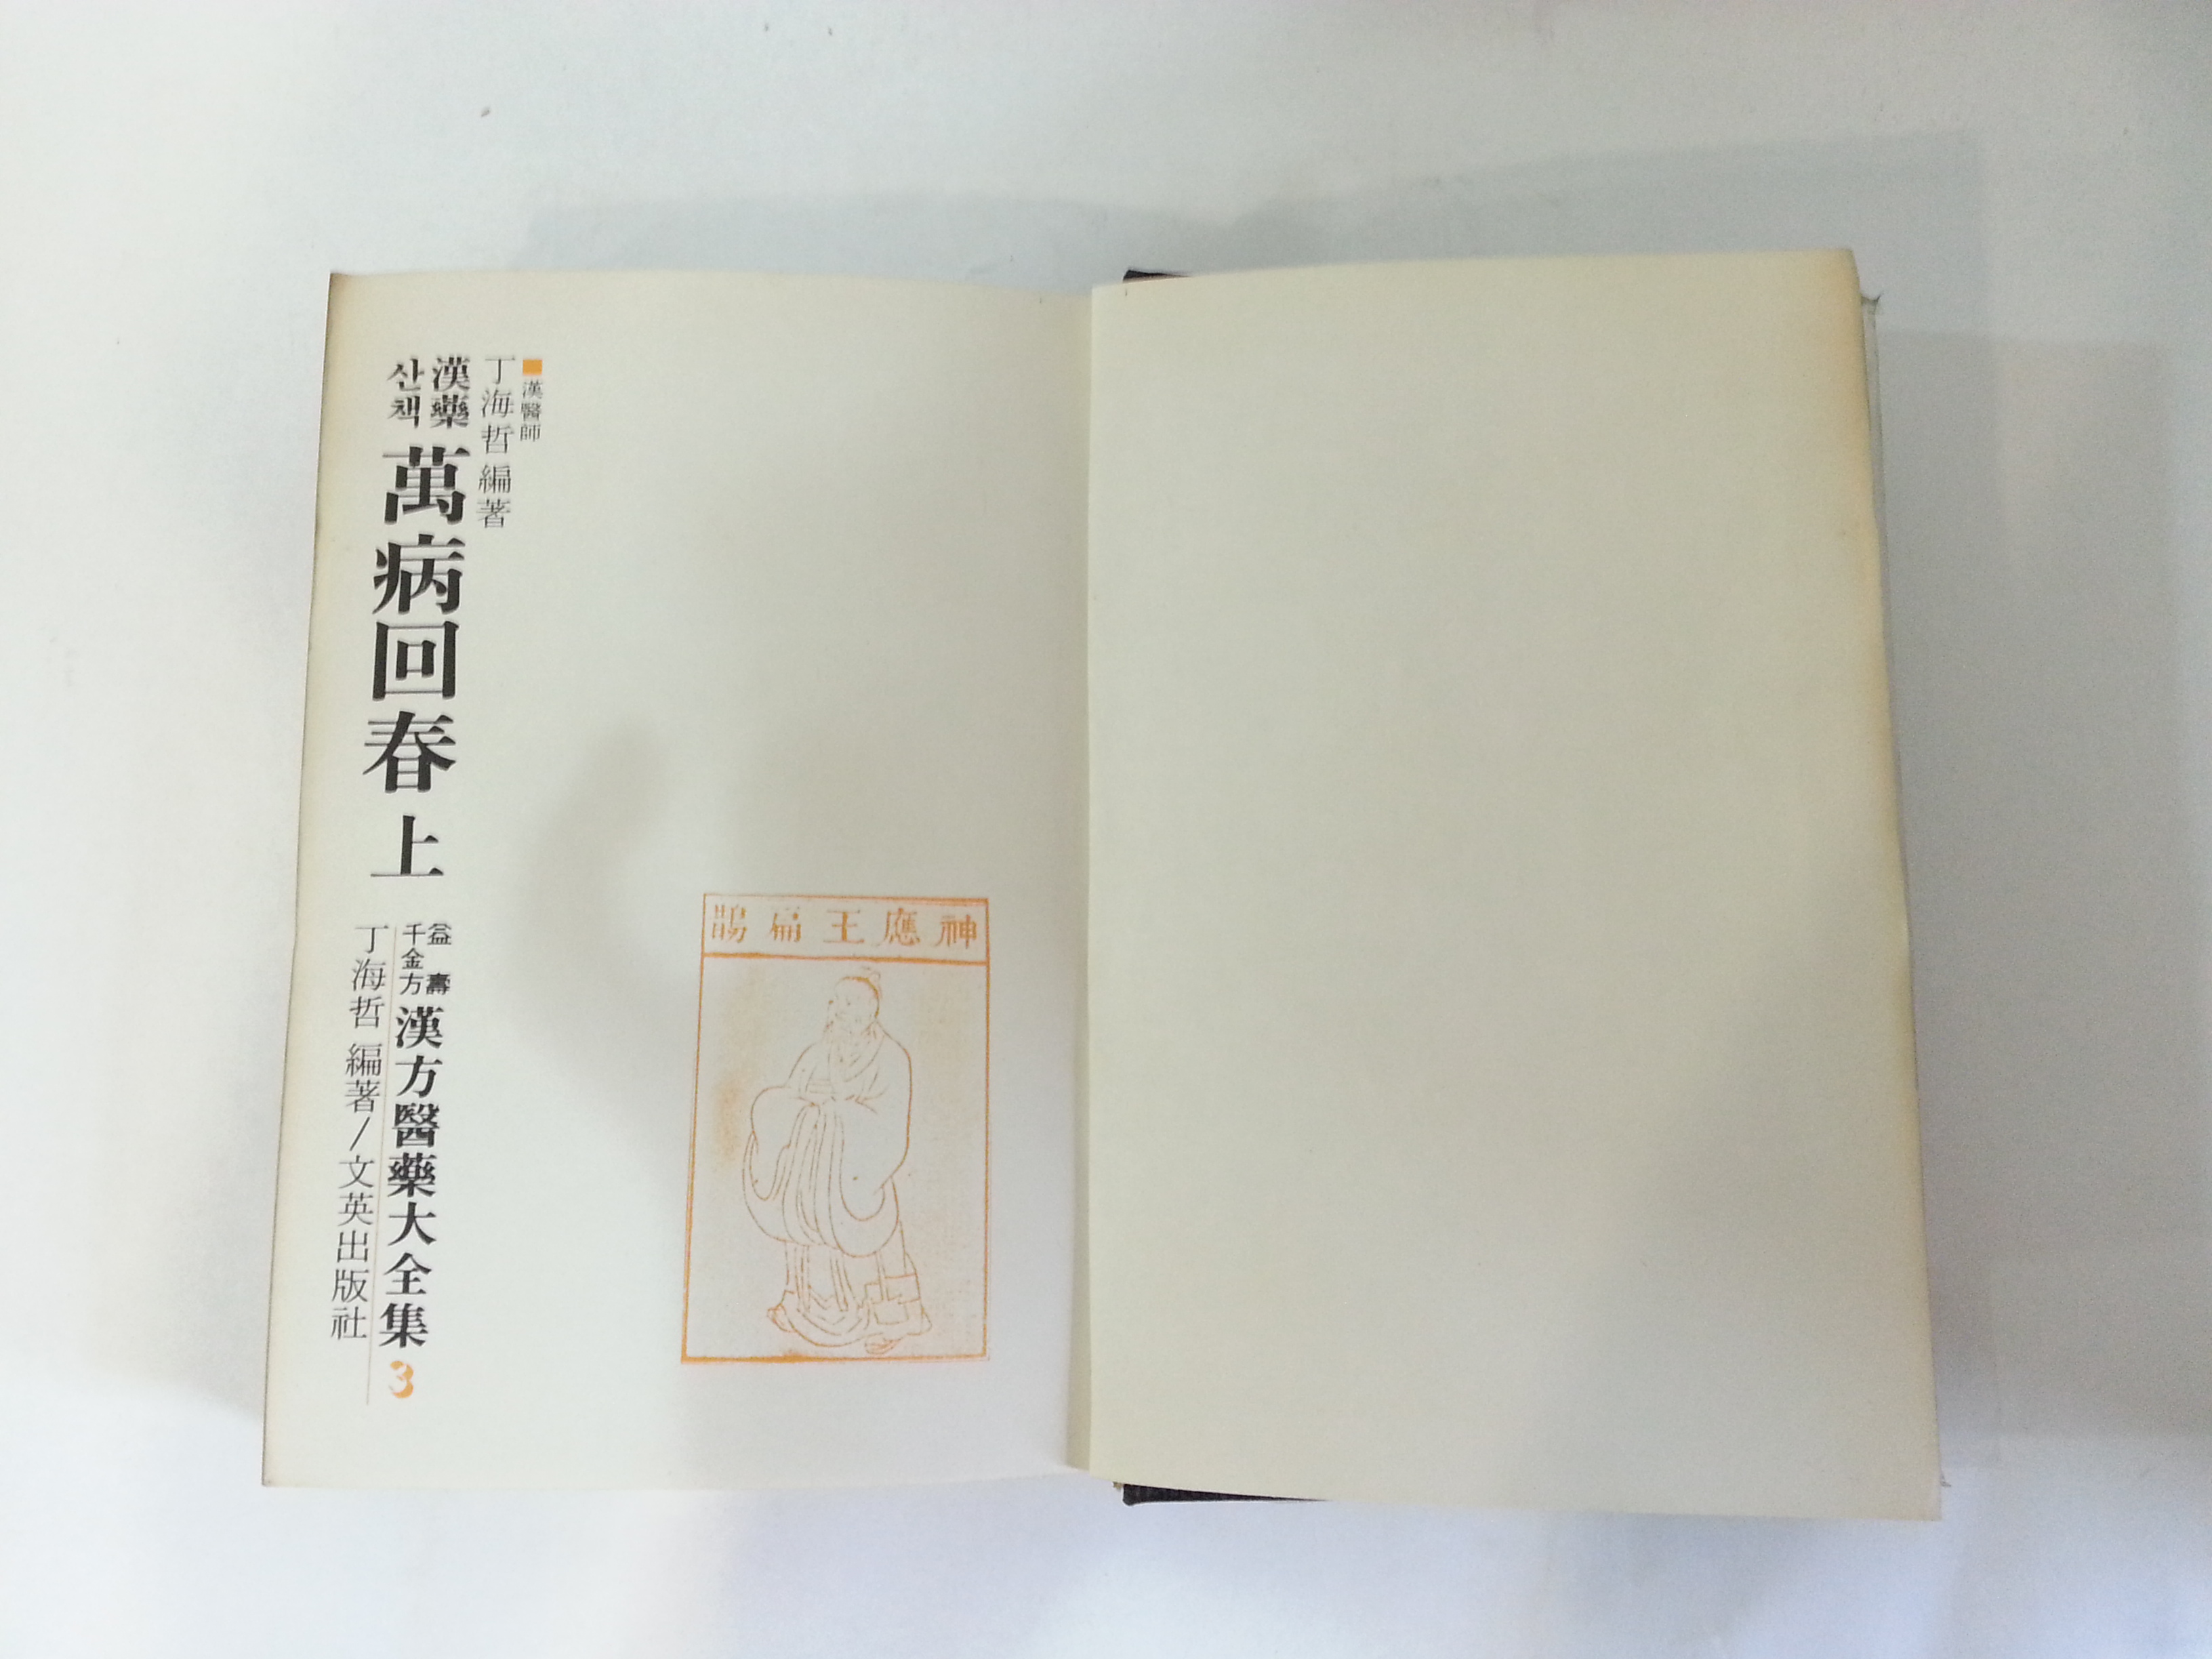 ■漢醫師
丁海哲 編著
漢藥
산책
萬病回春 上
益壽
千金方
漢方醫藥大全集 3
丁海哲 編著/文英出版社
神應王扁鵲